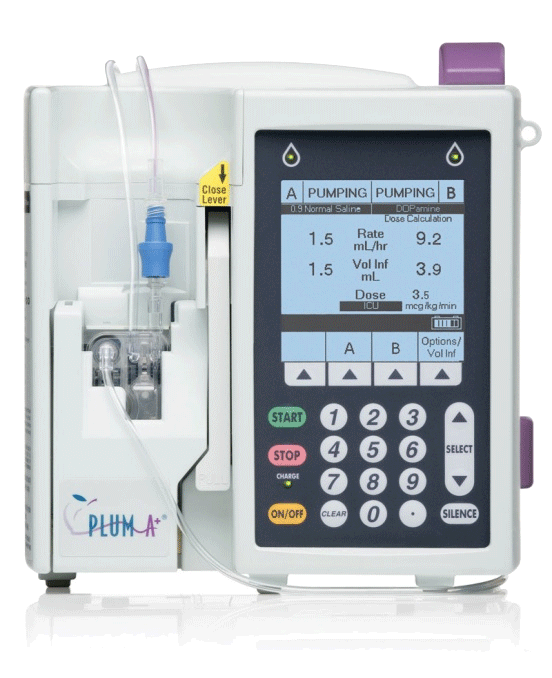 Close
Lever
A PUMPING PUMPING B
0.9 Normal Saline DOPamine
Dose Calculation
1.5 Rate 9.2
mL/hr
1.5 Vol Inf 3.9
mL
Dose 3.5
ICU mcg/kg/min
A B Options/
Vol Inf
START 1 2 3
STOP 4 5 6 SELECT
CHARGE 7 8 9
ON/OFF CLEAR 0 . SILENCE
PULL
PLUM A+®